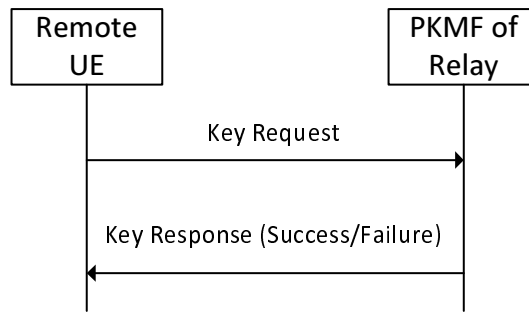 Remote
UE
PKMF of
Relay
Key Request
Key Response (Success/Failure)